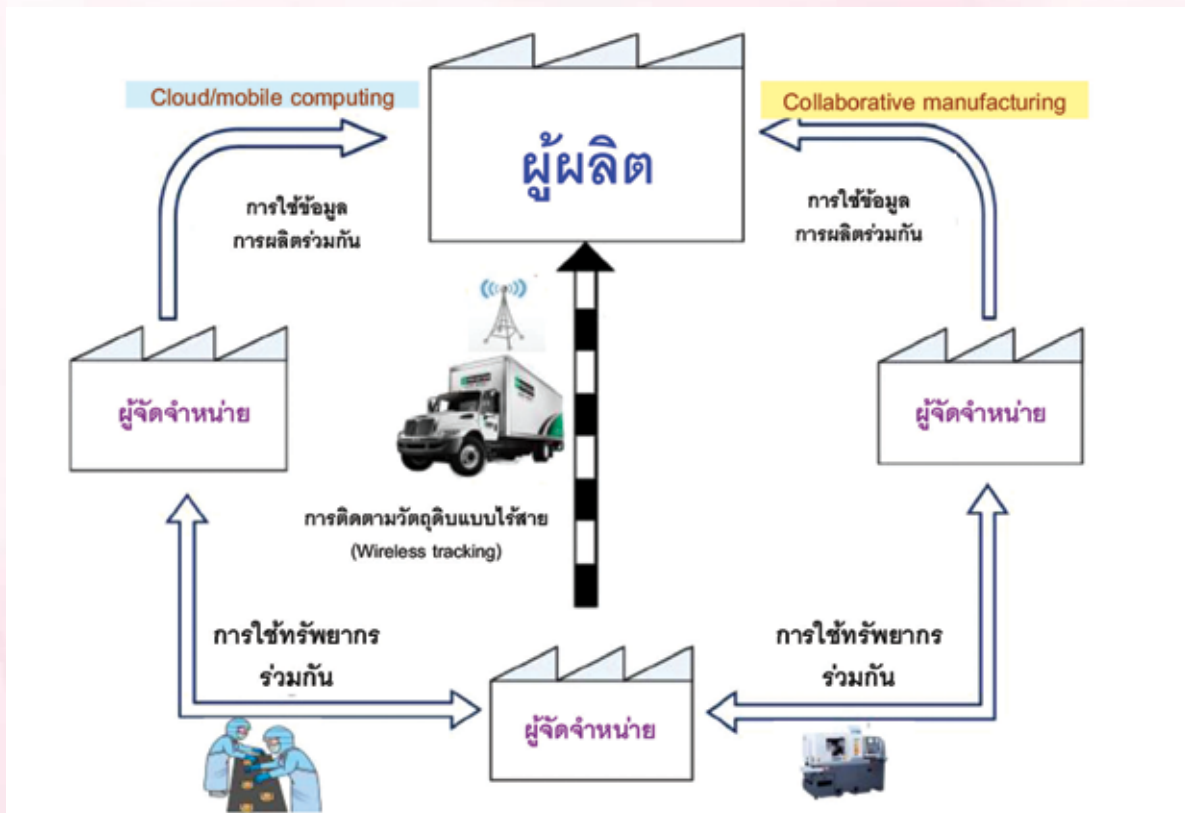 Cloud/mobile computing
Collaborative manufacturing
ผู้ผลิต
การใช้ข้อมูล
การผลิตร่วมกัน
การใช้ข้อมูล
การผลิตร่วมกัน
ผู้จัดจำหน่าย
ผู้จัดจำหน่าย
การติดตามวัตถุดิบแบบไร้สาย
(Wireless tracking)
การใช้ทรัพยากร
ร่วมกัน
การใช้ทรัพยากร
ร่วมกัน
ผู้จัดจำหน่าย